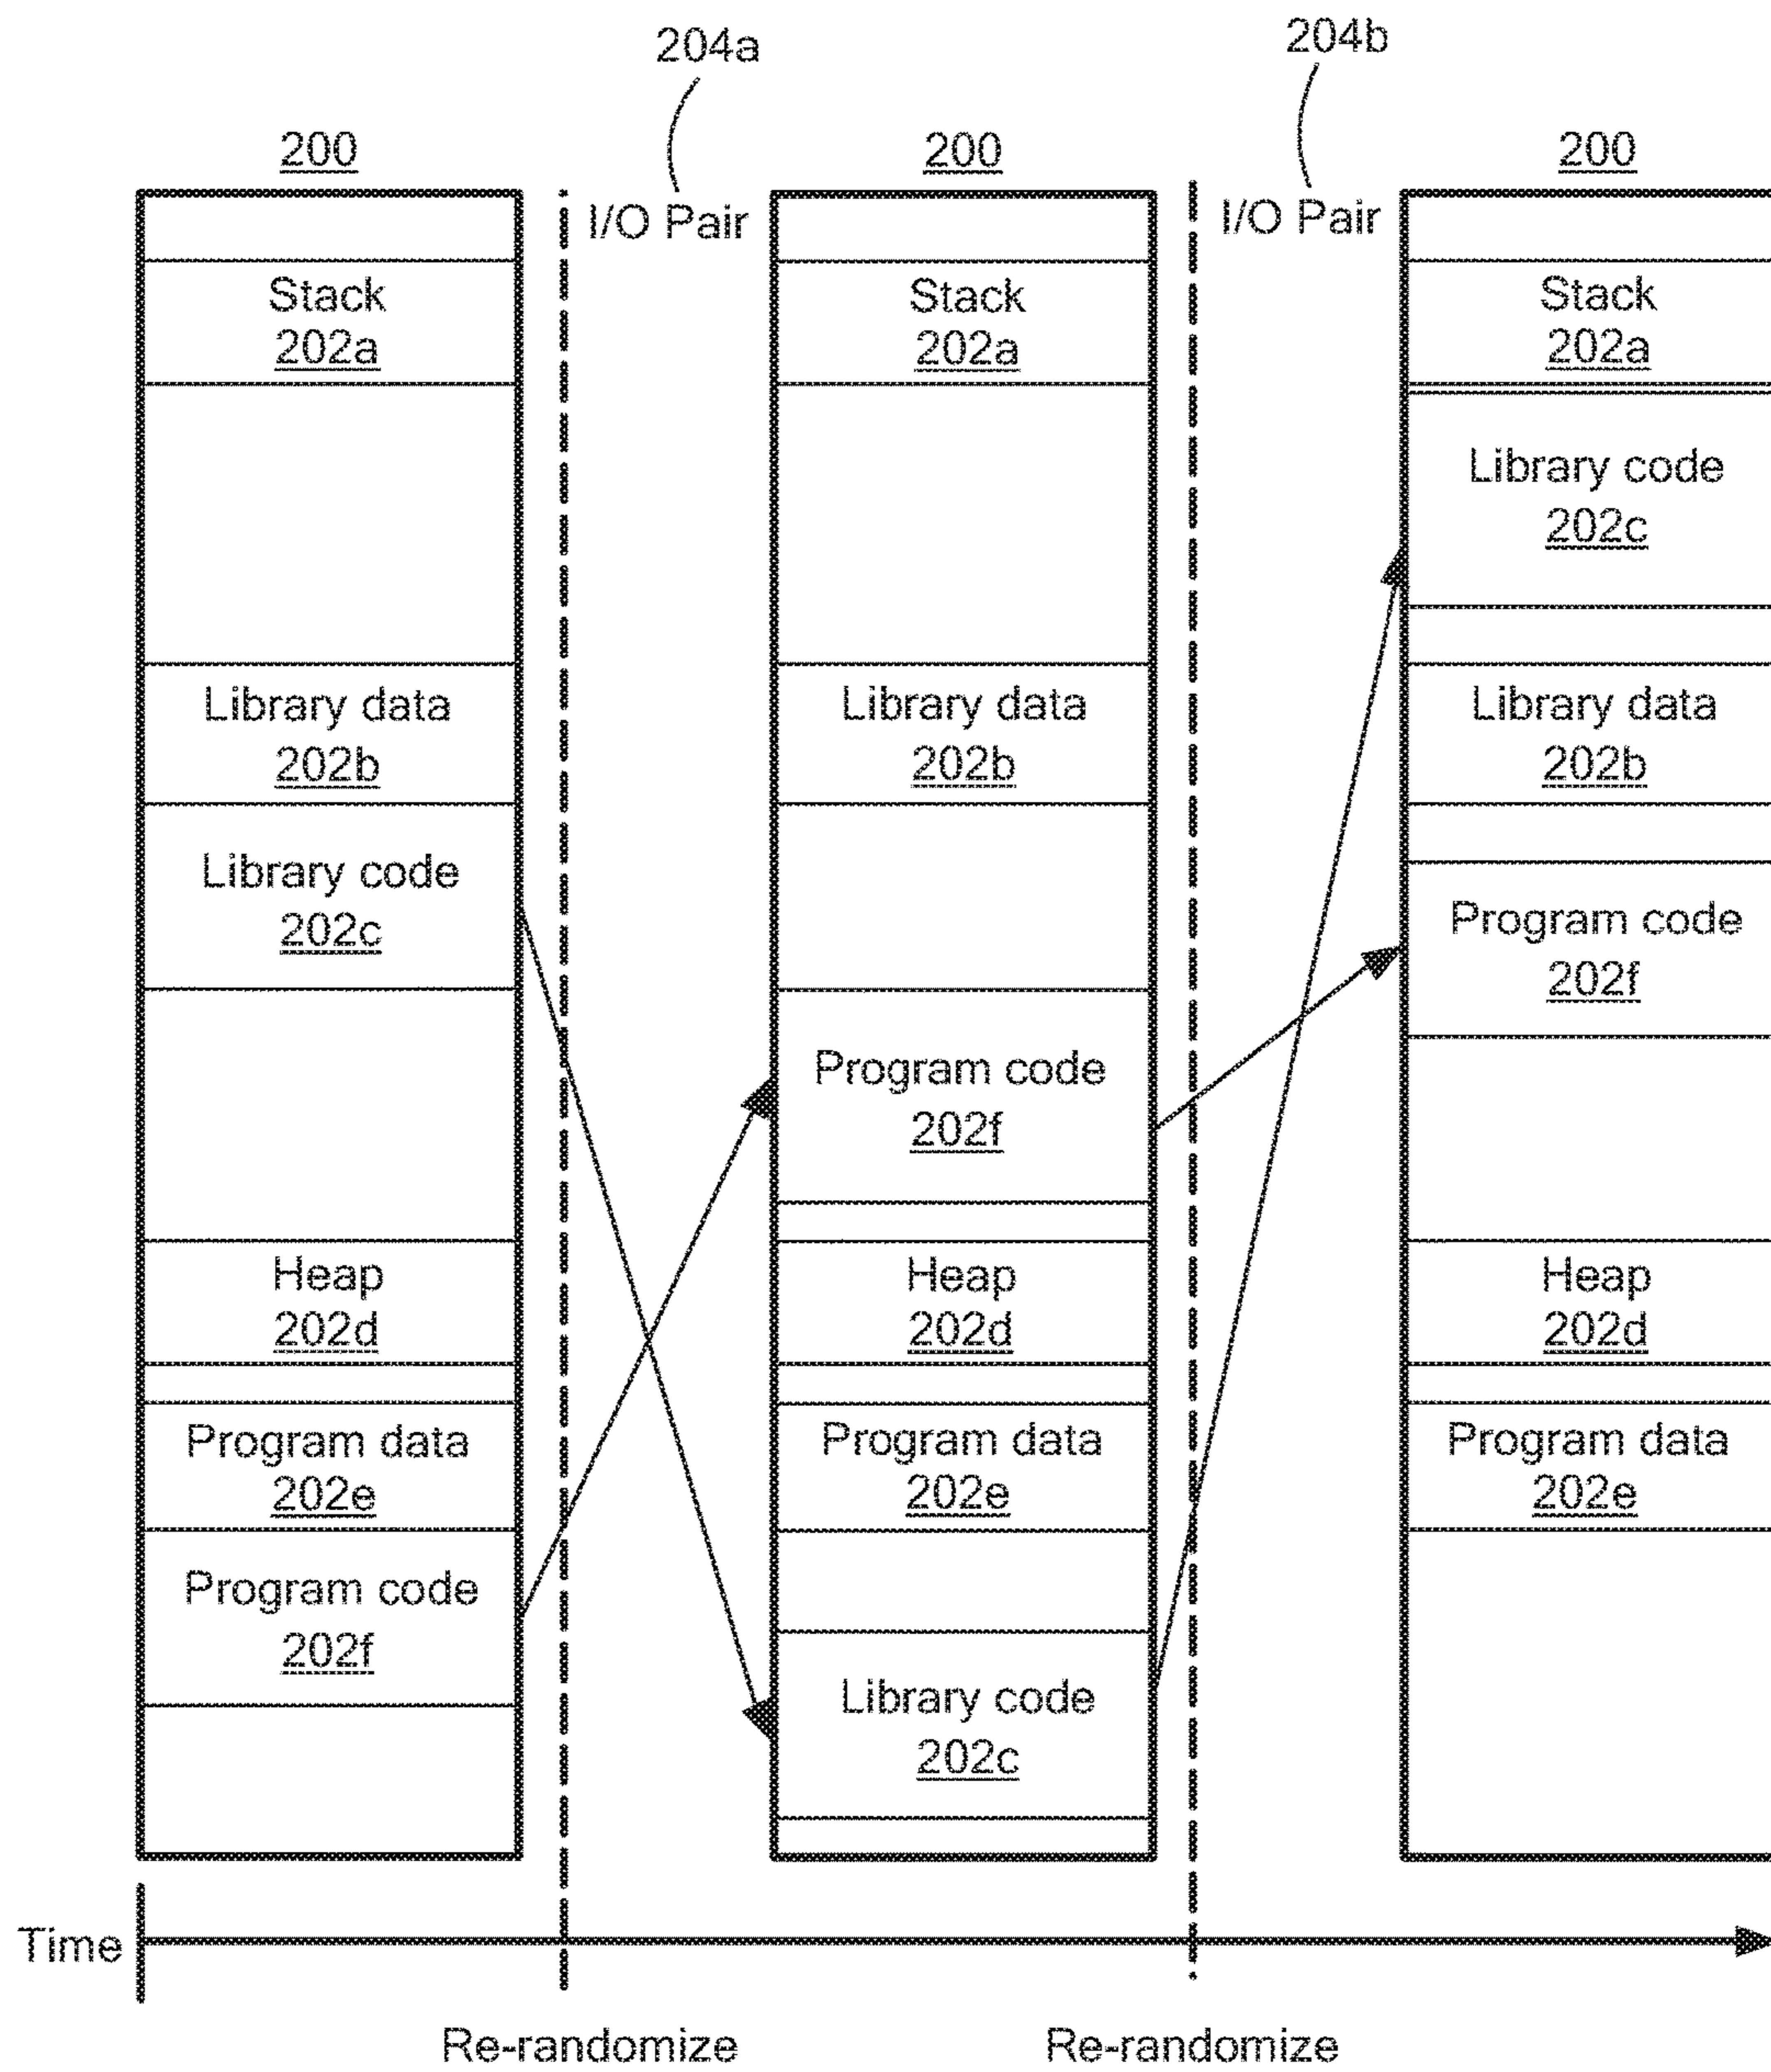 204a
204b
200
200
200
I/O Pair
I/O Pair
Stack
202a
Library data
202b
Library code
202c
Heap
202d
Program data
202e
Program code
202f
Stack
202a
Library data
202b
Program code
202f
Heap
202d
Program data
202e
Library code
202c
Stack
202a
Library code
202c
Library data
202b
Program code
202f
Heap
202d
Program data
202e
Time
Re-randomize
Re-randomize